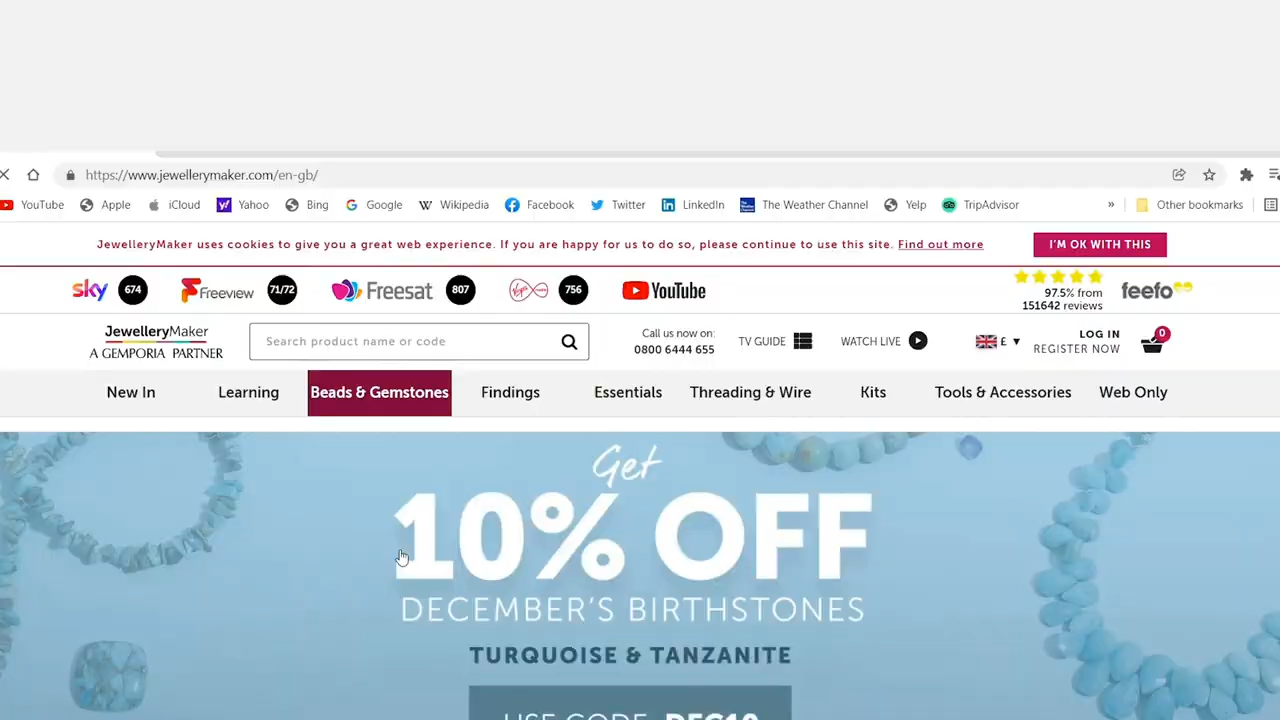 https://www.jewellerymaker.com/en-gb/
YouTube Apple iCloud Yahoo Bing Google Wikipedia Facebook Twitter LinkedIn The Weather Channel Yelp TripAdvisor » Other bookmarks
JewelleryMaker uses cookies to give you a great web experience. If you are happy for us to do so, please continue to use this site. Find out more I'M OK WITH THIS
sky 674 Freeview 71/72 Freesat 807 Virgin 756 YouTube
97.5% from
151642 reviews
feefo
JewelleryMaker
A GEMPORIA PARTNER
Search product name or code
Call us now on:
0800 6444 655
TV GUIDE WATCH LIVE £ ▼
LOG IN
REGISTER NOW
0
New In Learning Beads & Gemstones Findings Essentials Threading & Wire Kits Tools & Accessories Web Only
Get
10% OFF
DECEMBER'S BIRTHSTONES
TURQUOISE & TANZANITE
USE CODE DEC10